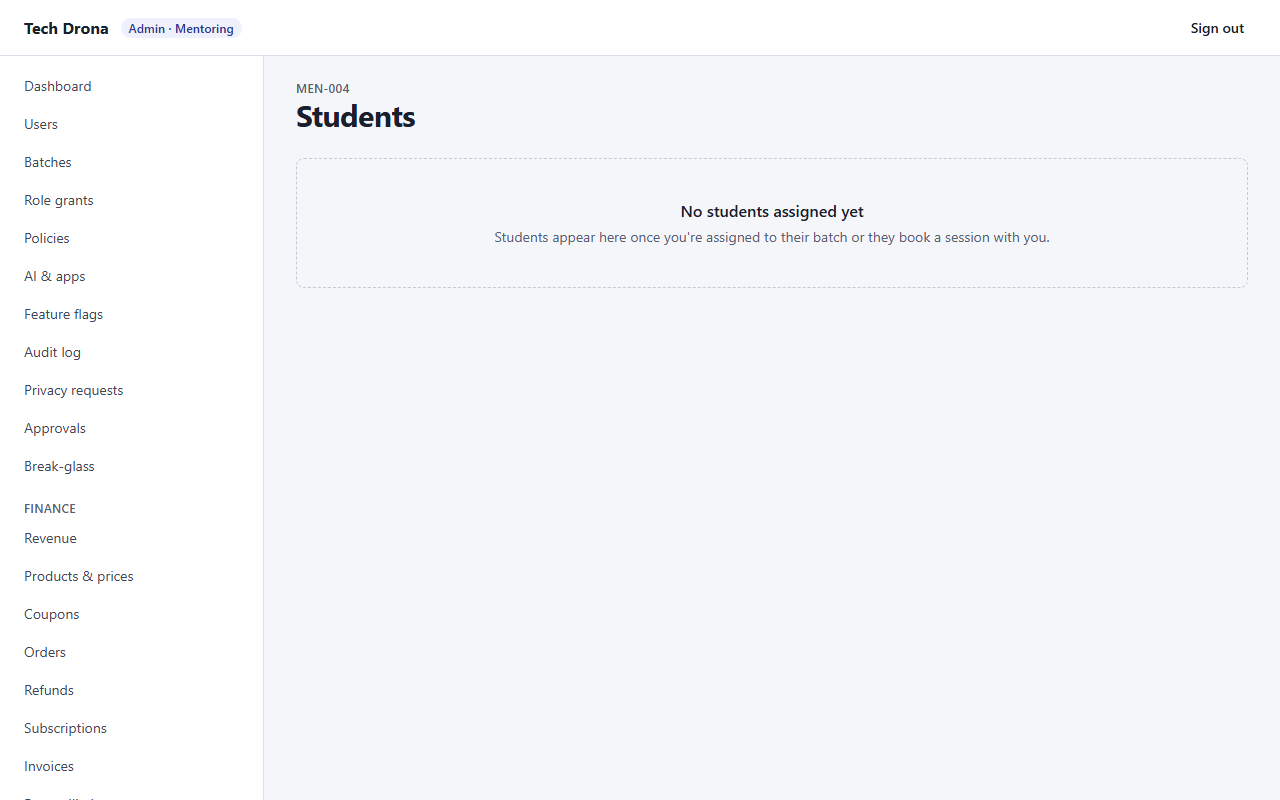 Tech Drona
Admin · Mentoring
Sign out
Dashboard
Users
Batches
Role grants
Policies
AI & apps
Feature flags
Audit log
Privacy requests
Approvals
Break-glass
FINANCE
Revenue
Products & prices
Coupons
Orders
Refunds
Subscriptions
Invoices
MEN-004
Students
No students assigned yet
Students appear here once you're assigned to their batch or they book a session with you.